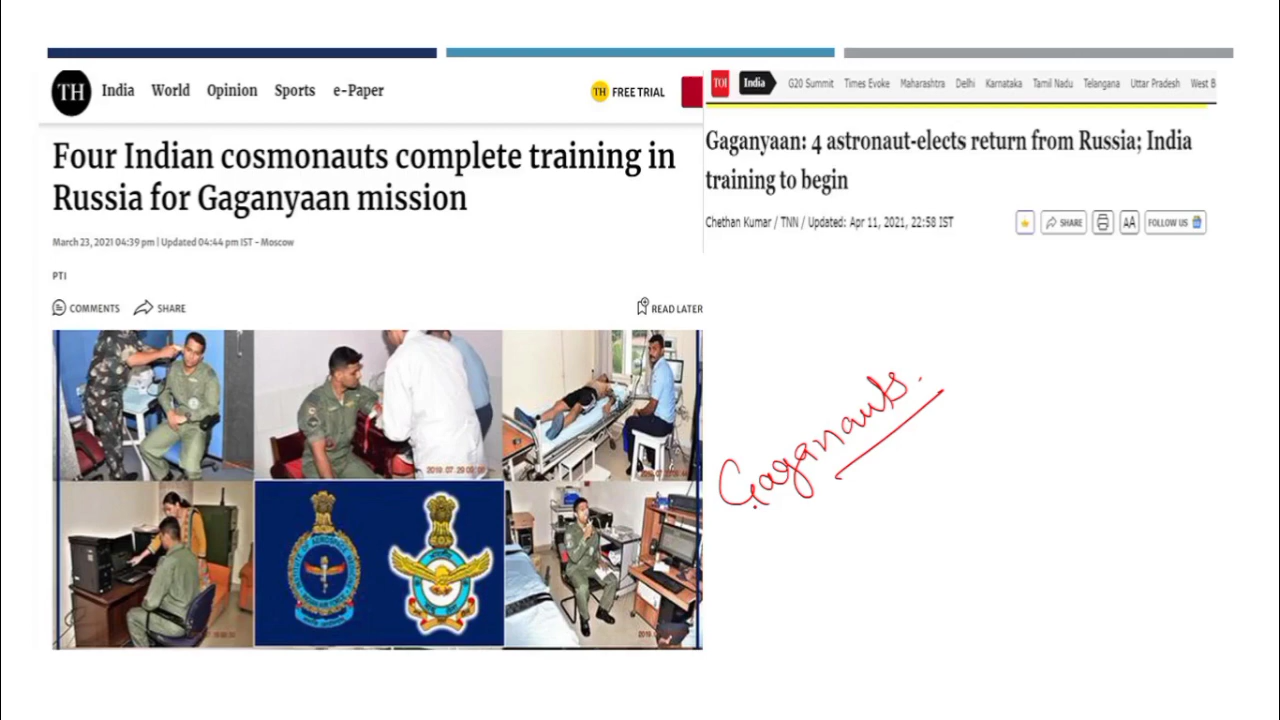 TH India World Opinion Sports e-Paper
TH FREE TRIAL
Four Indian cosmonauts complete training in
Russia for Gaganyaan mission
March 23, 2021 04:39 pm | Updated 04:44 pm IST - Moscow
PTI
COMMENTS SHARE
READ LATER
TOI India G20 Summit Times Evoke Maharashtra Delhi Karnataka Tamil Nadu Telangana Uttar Pradesh West B
Gaganyaan: 4 astronaut-elects return from Russia; India
training to begin
Chethan Kumar / TNN / Updated: Apr 11, 2021, 22:58 IST
SHARE AA FOLLOW US
Gaganauts.